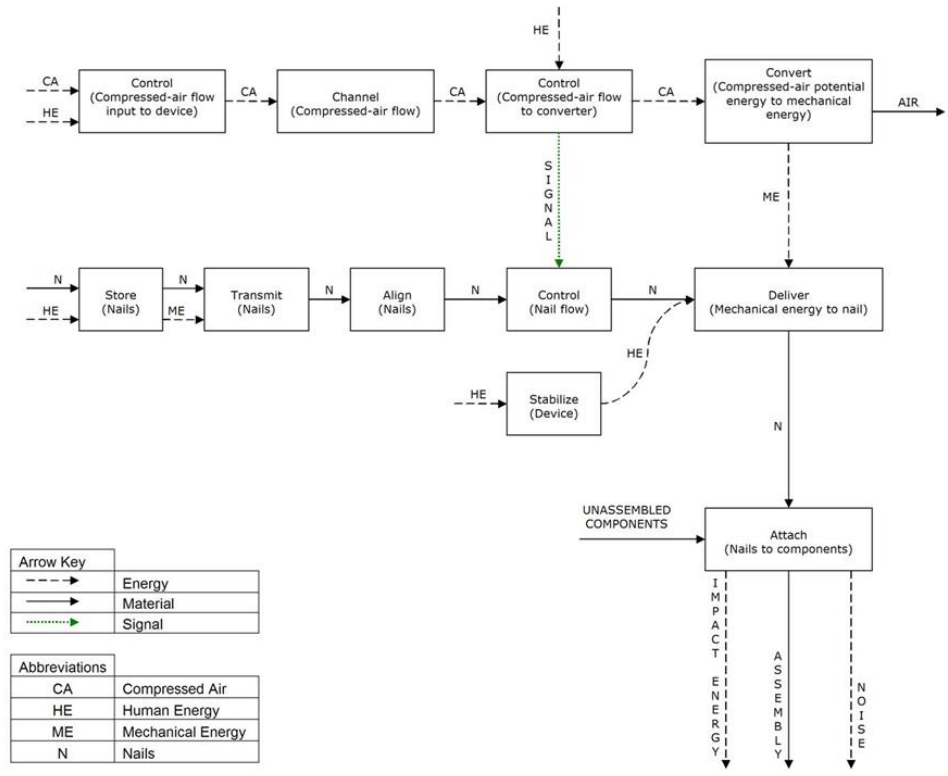 HE
CA
HE
Control
(Compressed-air flow
input to device)
CA
Channel
(Compressed-air flow)
CA
Control
(Compressed-air flow
to converter)
CA
Convert
(Compressed-air potential
energy to mechanical
energy)
AIR
SIGNAL
ME
N
HE
Store
(Nails)
N
ME
Transmit
(Nails)
N
Align
(Nails)
N
Control
(Nail flow)
N
Deliver
(Mechanical energy to nail)
HE
HE
Stabilize
(Device)
N
UNASSEMBLED
COMPONENTS
Attach
(Nails to components)
IMPACT ENERGY
ASSEMBLY
NOISE
Arrow Key
Energy
Material
Signal
Abbreviations
CA Compressed Air
HE Human Energy
ME Mechanical Energy
N Nails